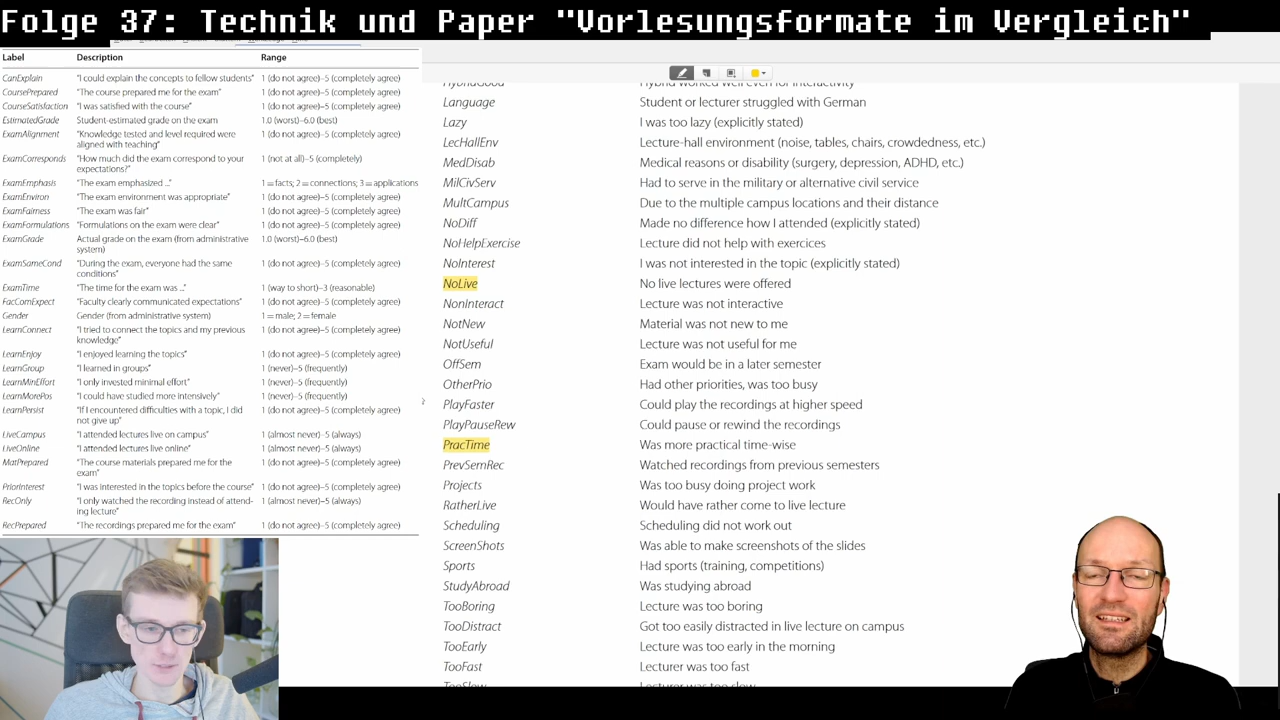 Folge 37: Technik und Paper "Vorlesungsformate im Vergleich"
Label Description Range
CanExplain "I could explain the concepts to fellow students" 1 (do not agree)–5 (completely agree)
CoursePrepared "The course prepared me for the exam" 1 (do not agree)–5 (completely agree)
CourseSatisfaction "I was satisfied with the course" 1 (do not agree)–5 (completely agree)
EstimatedGrade Student-estimated grade on the exam 1.0 (worst)–6.0 (best)
ExamAlignment "Knowledge tested and level required were 1 (do not agree)–5 (completely agree)
aligned with teaching"
ExamCorresponds "How much did the exam correspond to your 1 (not at all)–5 (completely)
expectations?"
ExamEmphasis "The exam emphasized ..." 1 = facts; 2 = connections; 3 = applications
ExamEnviron "The exam environment was appropriate" 1 (do not agree)–5 (completely agree)
ExamFairness "The exam was fair" 1 (do not agree)–5 (completely agree)
ExamFormulations "Formulations on the exam were clear" 1 (do not agree)–5 (completely agree)
ExamGrade Actual grade on the exam (from administrative 1.0 (worst)–6.0 (best)
system)
ExamSameCond "During the exam, everyone had the same 1 (do not agree)–5 (completely agree)
conditions"
ExamTime "The time for the exam was ..." 1 (way to short)–3 (reasonable)
FacComExpect "Faculty clearly communicated expectations" 1 (do not agree)–5 (completely agree)
Gender Gender (from administrative system) 1 = male; 2 = female
LearnConnect "I tried to connect the topics and my previous 1 (do not agree)–5 (completely agree)
knowledge"
LearnEnjoy "I enjoyed learning the topics" 1 (do not agree)–5 (completely agree)
LearnGroup "I learned in groups" 1 (never)–5 (frequently)
LearnMinEffort "I only invested minimal effort" 1 (never)–5 (frequently)
LearnMorePos "I could have studied more intensively" 1 (never)–5 (frequently)
LearnPersist "If I encountered difficulties with a topic, I did 1 (do not agree)–5 (completely agree)
not give up"
LiveCampus "I attended lectures live on campus" 1 (almost never)–5 (always)
LiveOnline "I attended lectures live online" 1 (almost never)–5 (always)
MatPrepared "The course materials prepared me for the 1 (do not agree)–5 (completely agree)
exam"
PriorInterest "I was interested in the topics before the course" 1 (do not agree)–5 (completely agree)
RecOnly "I only watched the recording instead of attend- 1 (almost never)–5 (always)
ing lecture"
RecPrepared "The recordings prepared me for the exam" 1 (do not agree)–5 (completely agree)
HybridGood Hybrid worked well even for interactivity
Language Student or lecturer struggled with German
Lazy I was too lazy (explicitly stated)
LecHallEnv Lecture-hall environment (noise, tables, chairs, crowdedness, etc.)
MedDisab Medical reasons or disability (surgery, depression, ADHD, etc.)
MilCivServ Had to serve in the military or alternative civil service
MultCampus Due to the multiple campus locations and their distance
NoDiff Made no difference how I attended (explicitly stated)
NoHelpExercise Lecture did not help with exercices
NoInterest I was not interested in the topic (explicitly stated)
NoLive No live lectures were offered
NonInteract Lecture was not interactive
NotNew Material was not new to me
NotUseful Lecture was not useful for me
OffSem Exam would be in a later semester
OtherPrio Had other priorities, was too busy
PlayFaster Could play the recordings at higher speed
PlayPauseRew Could pause or rewind the recordings
PracTime Was more practical time-wise
PrevSemRec Watched recordings from previous semesters
Projects Was too busy doing project work
RatherLive Would have rather come to live lecture
Scheduling Scheduling did not work out
ScreenShots Was able to make screenshots of the slides
Sports Had sports (training, competitions)
StudyAbroad Was studying abroad
TooBoring Lecture was too boring
TooDistract Got too easily distracted in live lecture on campus
TooEarly Lecture was too early in the morning
TooFast Lecturer was too fast
TooSlow Lecturer was too slow